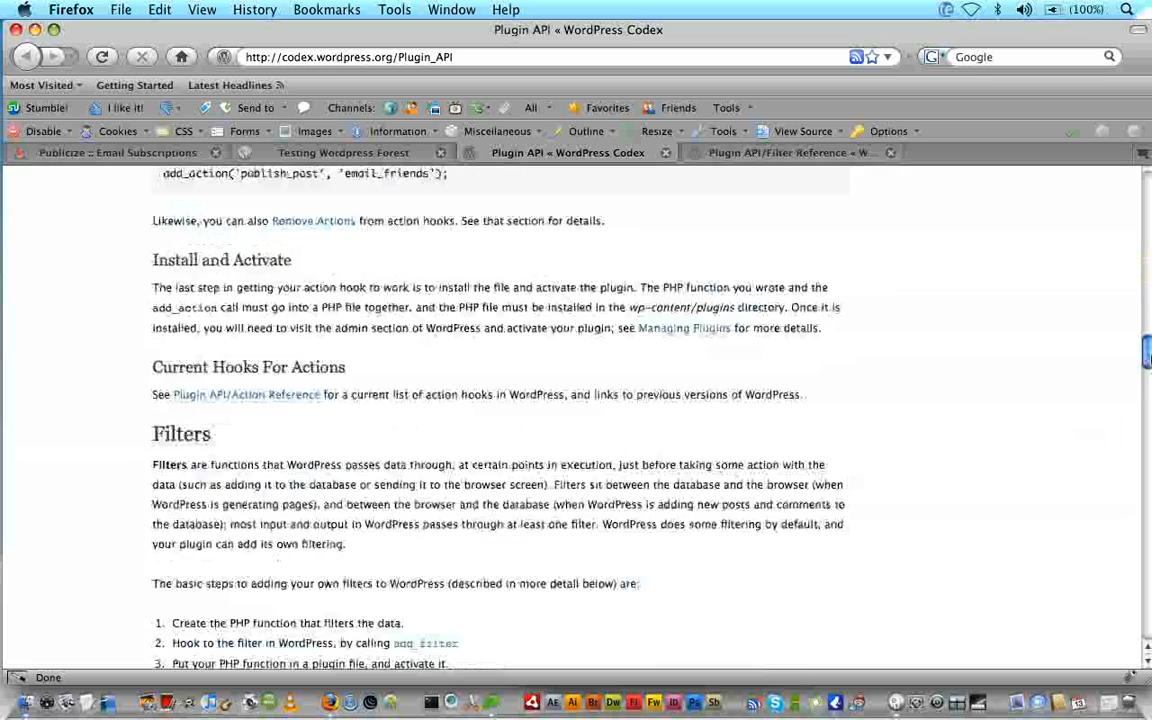 Firefox File Edit View History Bookmarks Tools Window Help (100%)
Plugin API « WordPress Codex
http://codex.wordpress.org/Plugin_API Google
Most Visited Getting Started Latest Headlines
Stumble! I like it! Send to Channels: All Favorites Friends Tools
Disable Cookies CSS Forms Images Information Miscellaneous Outline Resize Tools View Source Options
Publicize :: Email Subscriptions Testing Wordpress Forest Plugin API « WordPress Codex Plugin API/Filter Reference « W...
add_action('publish_post', 'email_friends');
Likewise, you can also Remove Actions from action hooks. See that section for details.
Install and Activate
The last step in getting your action hook to work is to install the file and activate the plugin. The PHP function you wrote and the
add_action call must go into a PHP file together, and the PHP file must be installed in the wp-content/plugins directory. Once it is
installed, you will need to visit the admin section of WordPress and activate your plugin; see Managing Plugins for more details.
Current Hooks For Actions
See Plugin API/Action Reference for a current list of action hooks in WordPress, and links to previous versions of WordPress.
Filters
Filters are functions that WordPress passes data through, at certain points in execution, just before taking some action with the
data (such as adding it to the database or sending it to the browser screen). Filters sit between the database and the browser (when
WordPress is generating pages), and between the browser and the database (when WordPress is adding new posts and comments to
the database); most input and output in WordPress passes through at least one filter. WordPress does some filtering by default, and
your plugin can add its own filtering.
The basic steps to adding your own filters to WordPress (described in more detail below) are:
1. Create the PHP function that filters the data.
2. Hook to the filter in WordPress, by calling add_filter
3. Put your PHP function in a plugin file, and activate it.
Done
AE Ai Br Dw Fl Fw Id Ps Sb